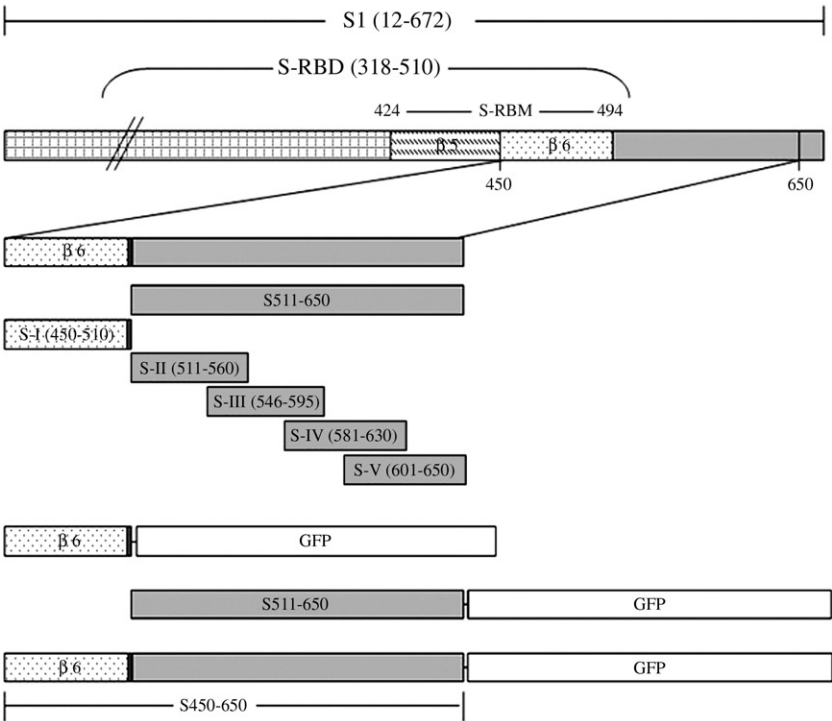 S1 (12-672)
S-RBD (318-510)
424 S-RBM 494
β 5 β 6
450 650
β 6
S511-650
S-I (450-510)
S-II (511-560)
S-III (546-595)
S-IV (581-630)
S-V (601-650)
β 6 GFP
S511-650 GFP
β 6 GFP
S450-650